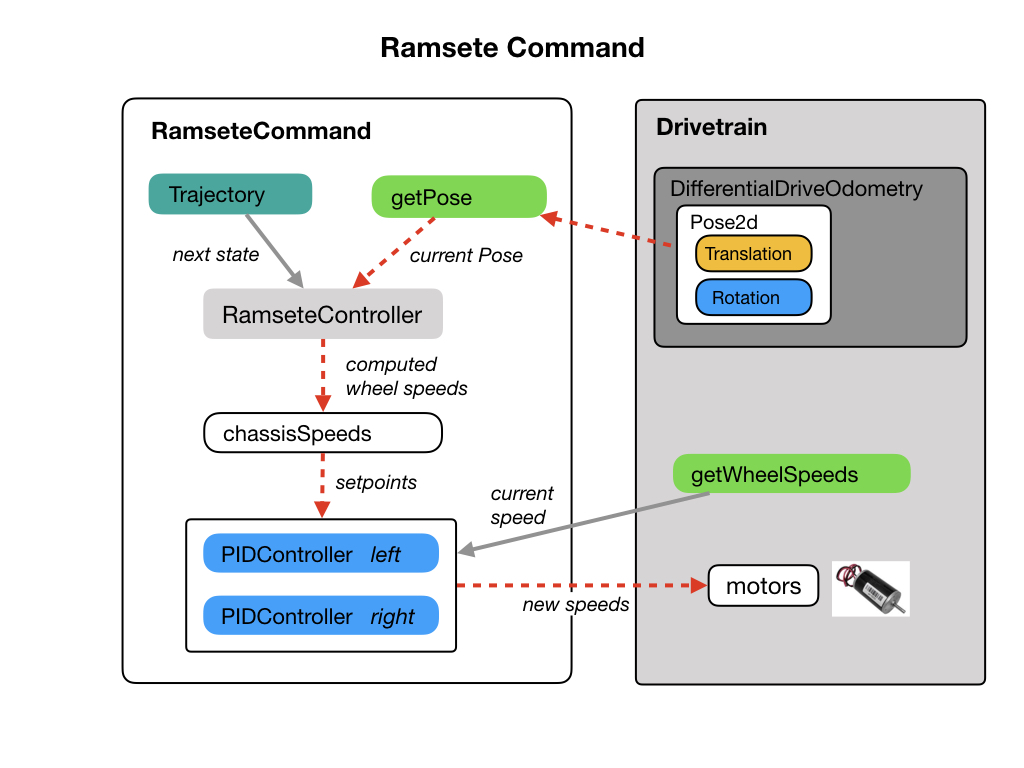 Ramsete Command
RamseteCommand
Trajectory
getPose
next state
current Pose
RamseteController
computed
wheel speeds
chassisSpeeds
setpoints
PIDController left
PIDController right
current
speed
new speeds
Drivetrain
DifferentialDriveOdometry
Pose2d
Translation
Rotation
getWheelSpeeds
motors